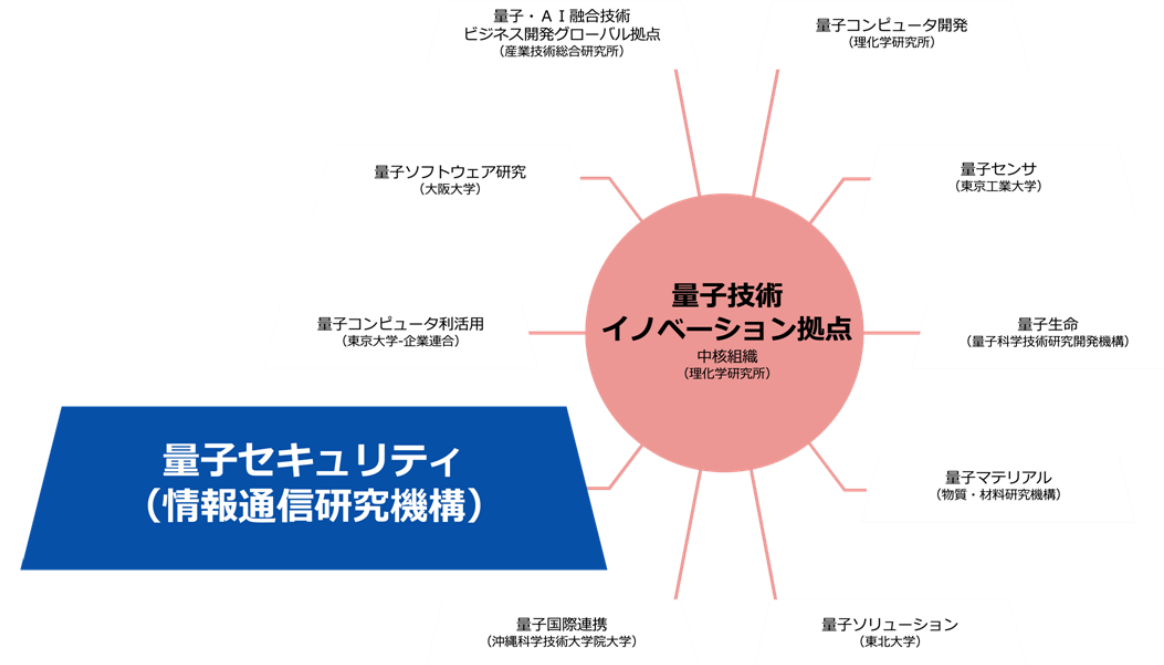 量子・ＡＩ融合技術
ビジネス開発グローバル拠点
（産業技術総合研究所）
量子コンピュータ開発
（理化学研究所）
量子ソフトウェア研究
（大阪大学）
量子センサ
（東京工業大学）
量子技術
イノベーション拠点
中核組織
（理化学研究所）
量子コンピュータ利活用
（東京大学-企業連合）
量子生命
（量子科学技術研究開発機構）
量子セキュリティ
（情報通信研究機構）
量子マテリアル
（物質・材料研究機構）
量子国際連携
（沖縄科学技術大学院大学）
量子ソリューション
（東北大学）